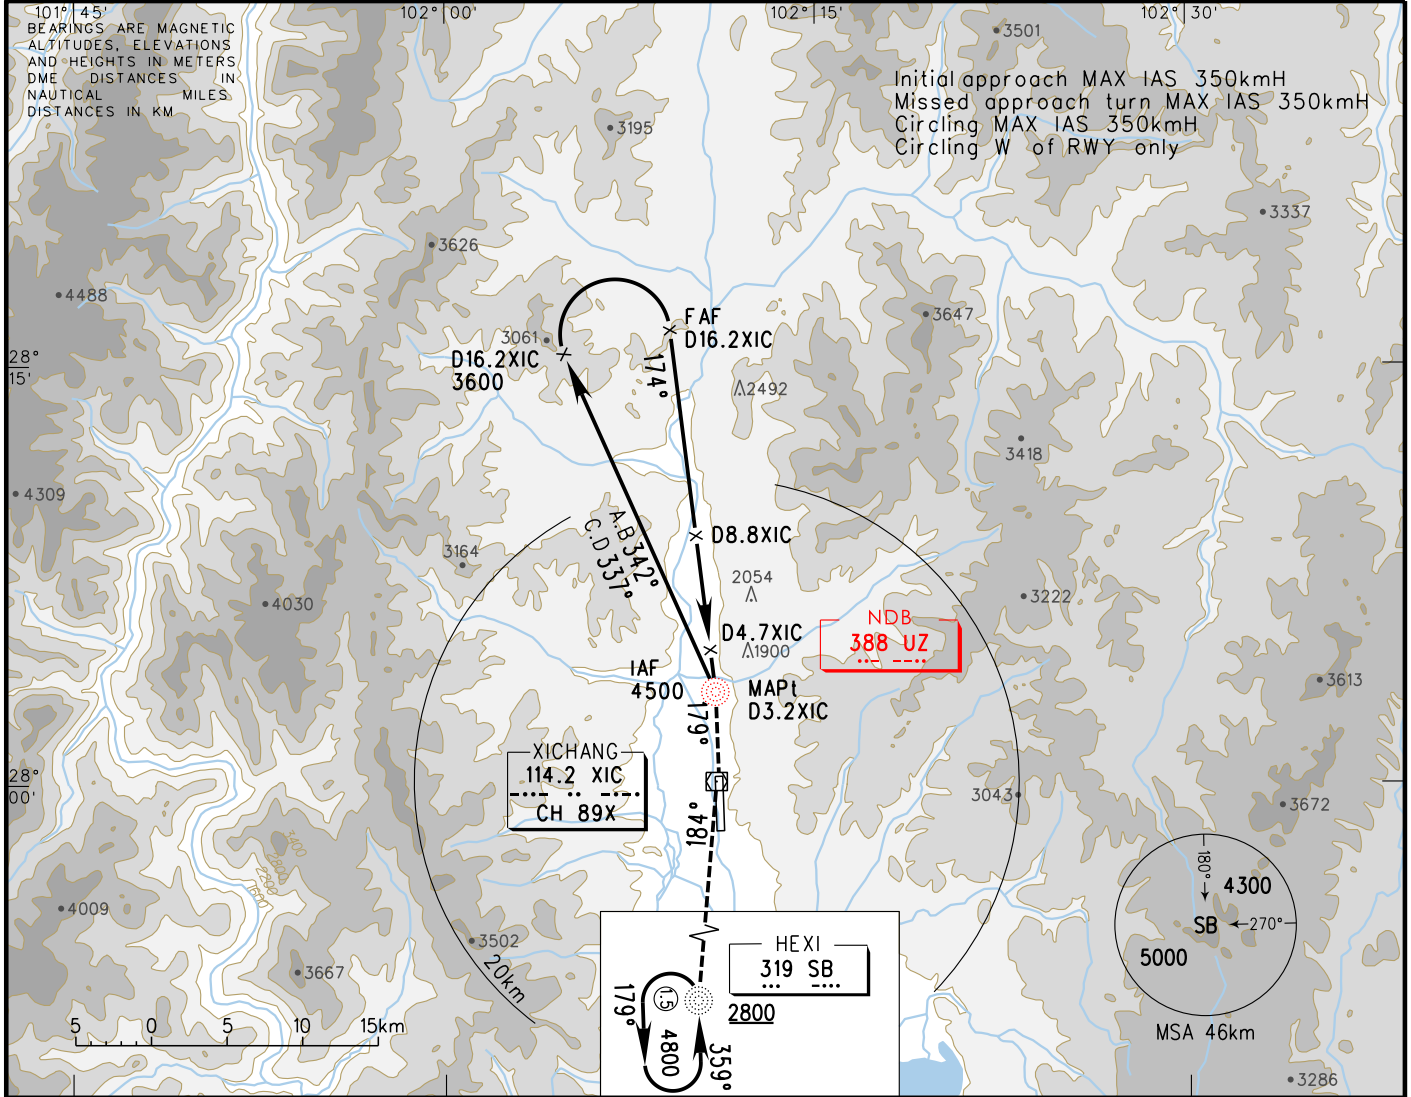 101° 45'
102° 00'
102° 15'
102° 30'
BEARINGS ARE MAGNETIC
ALTITUDES, ELEVATIONS
AND HEIGHTS IN METERS
DME DISTANCES IN
NAUTICAL MILES
DISTANCES IN KM
3501
Initial approach MAX IAS 350kmH
Missed approach turn MAX IAS 350kmH
Circling MAX IAS 350kmH
Circling W of RWY only
3195
3337
3626
4488
3647
FAF
D16.2XIC
3061
D16.2XIC
3600
28°
15'
174°
2492
3418
4309
A.B342°
C.D337°
D8.8XIC
3164
2054
4030
3222
NDB
388 UZ
D4.7XIC
1900
IAF
4500
MAPt
D3.2XIC
3613
179°
XICHANG
114.2 XIC
CH 89X
28°
00'
184°
3043
3672
3400
2800
2200
1600
180°
4300
SB
270°
5000
MSA 46km
4009
3502
3667
20km
HEXI
319 SB
2800
179°
1.5
4800
359°
5 0 5 10 15km
3286